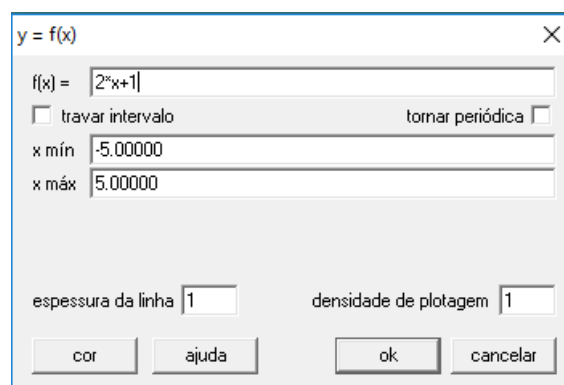 y = f(x)
f(x) = 2*x+1
travar intervalo tornar periódica
x mín -5.00000
x máx 5.00000
espessura da linha 1 densidade de plotagem 1
cor ajuda ok cancelar